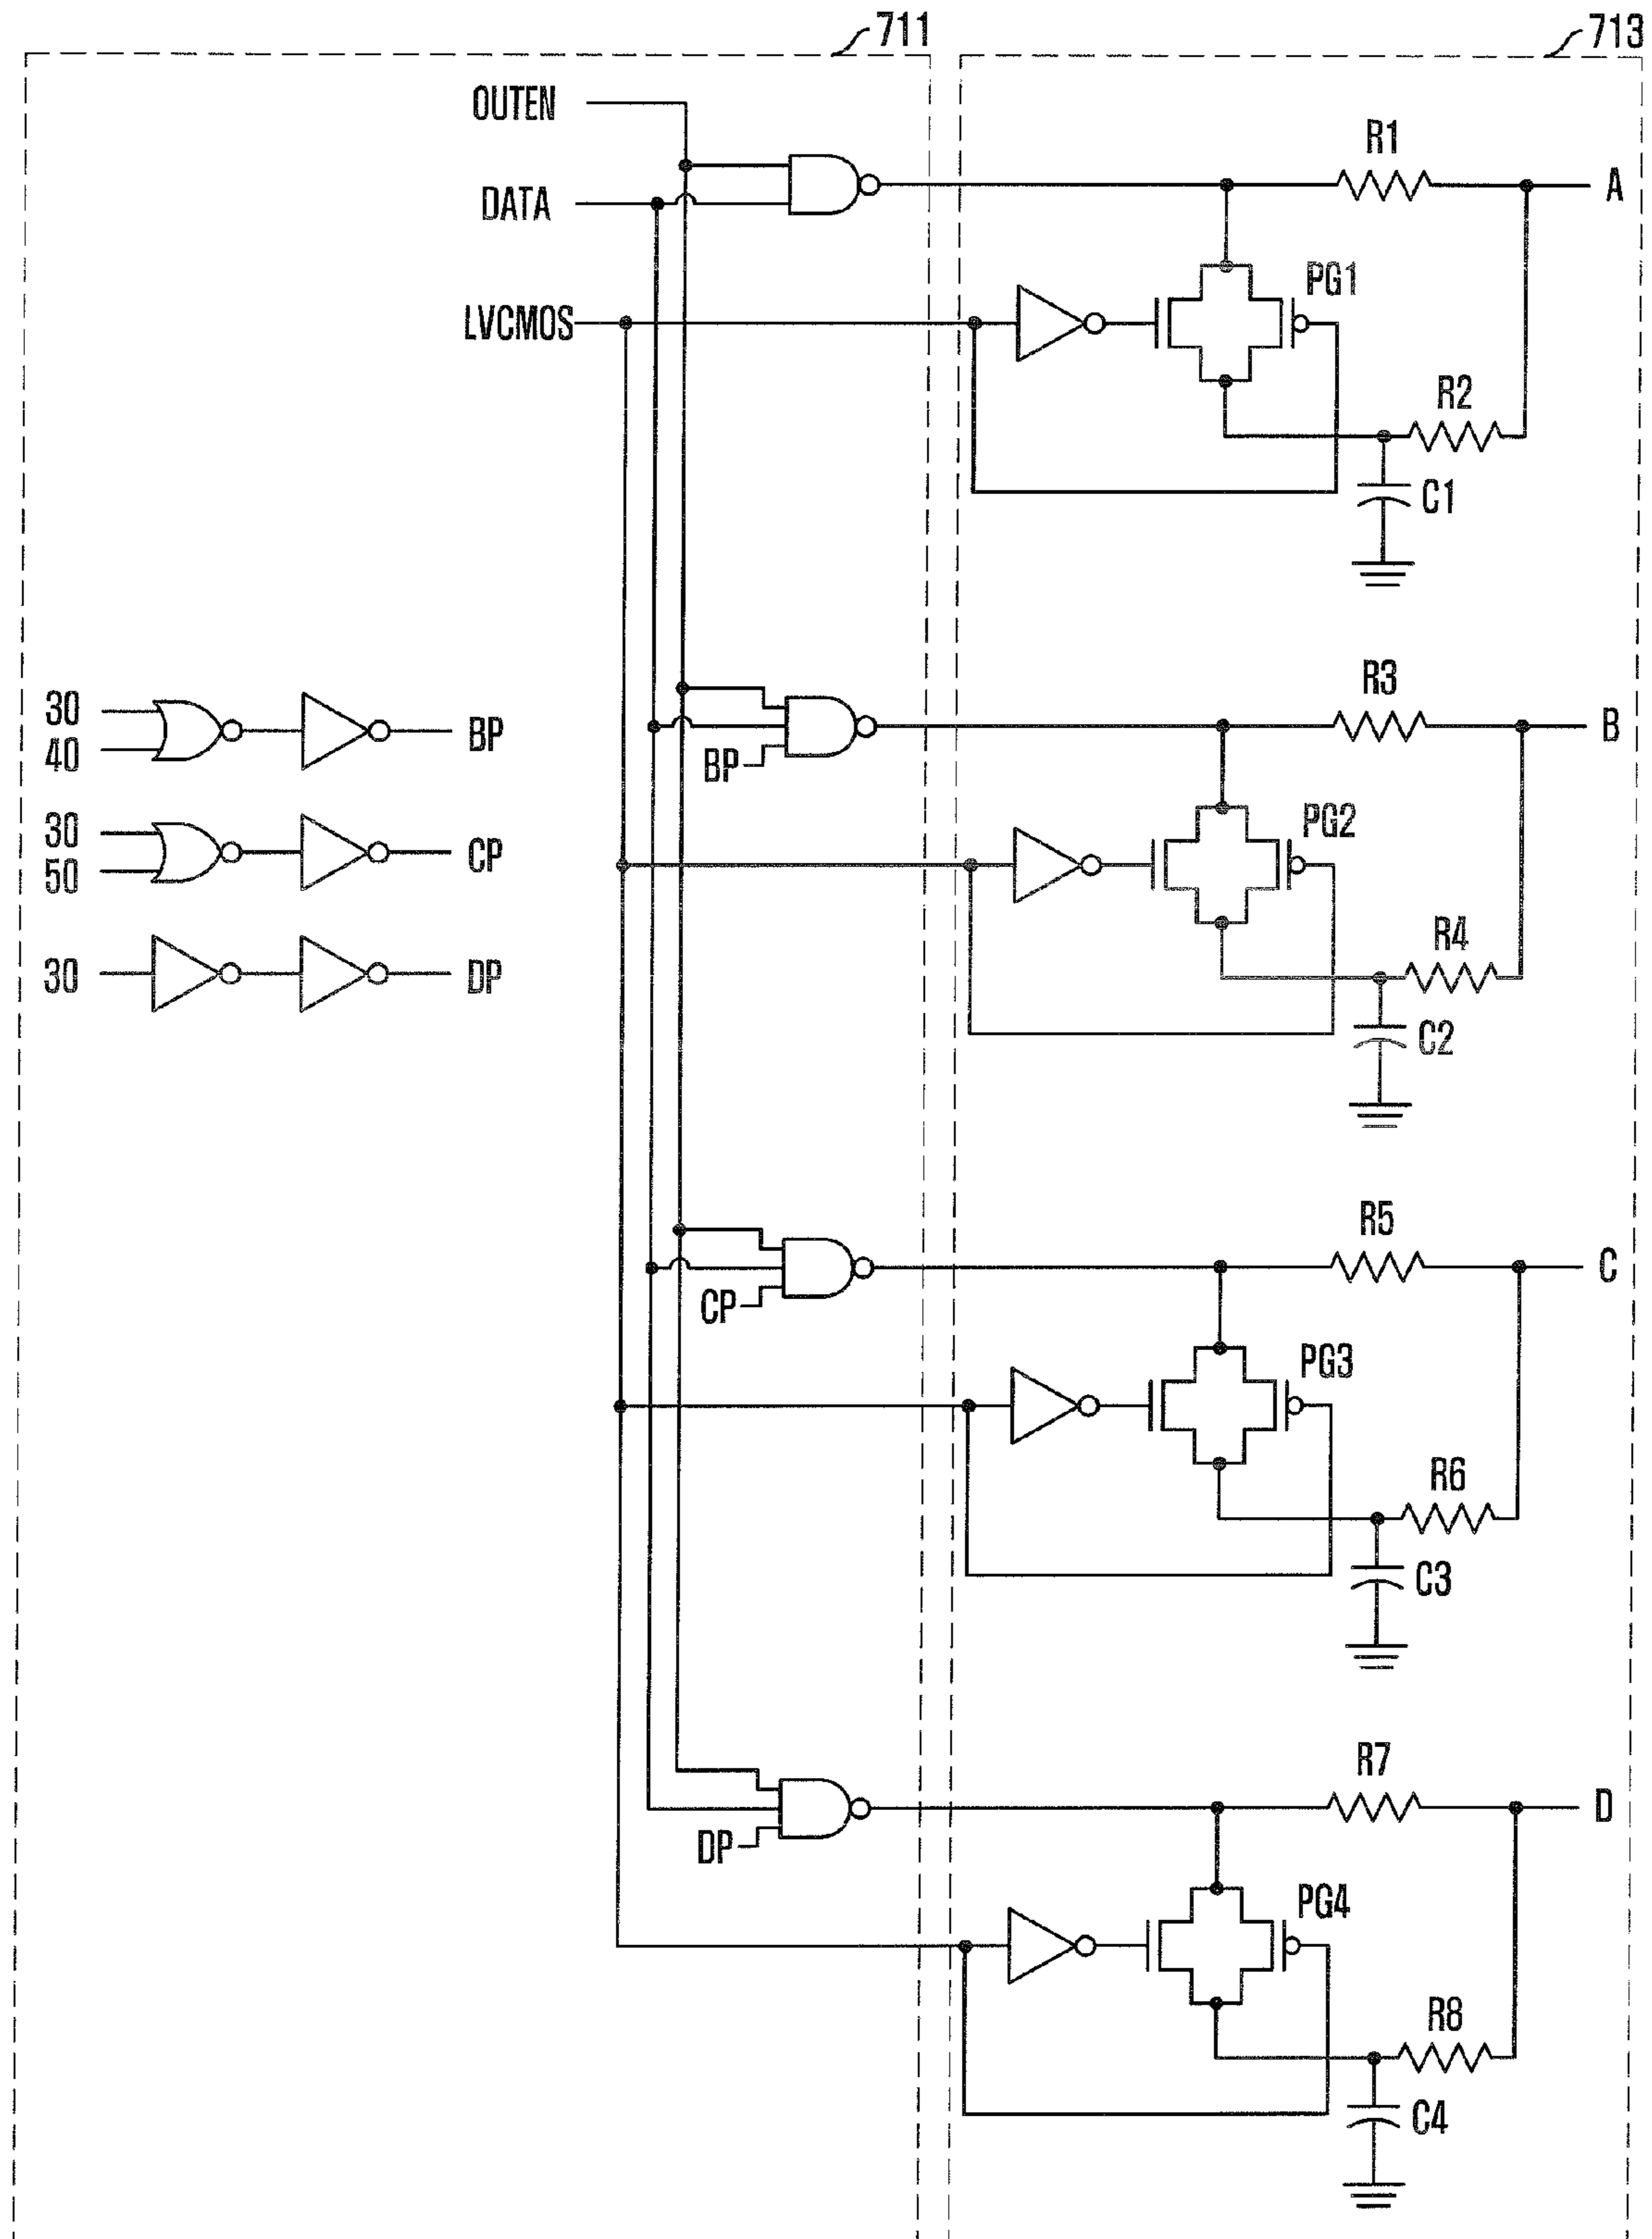 711
713
OUTEN
R1
A
DATA
PG1
LVCMOS
R2
C1
R3
30
B
BP
40
BP
PG2
30
CP
50
R4
30
DP
C2
R5
C
CP
PG3
R6
C3
R7
D
DP
PG4
R8
C4